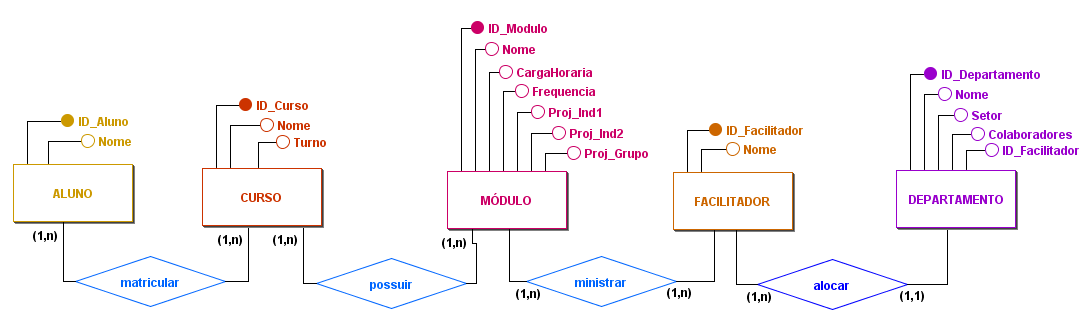 ID_Modulo
Nome
CargaHoraria
Frequencia
Proj_Ind1
Proj_Ind2
Proj_Grupo
ID_Departamento
Nome
Setor
Colaboradores
ID_Facilitador
ID_Curso
Nome
Turno
ID_Aluno
Nome
ID_Facilitador
Nome
ALUNO
CURSO
MÓDULO
FACILITADOR
DEPARTAMENTO
(1,n)
(1,n)
(1,n)
(1,n)
matricular
possuir
ministrar
alocar
(1,n)
(1,n)
(1,n)
(1,1)